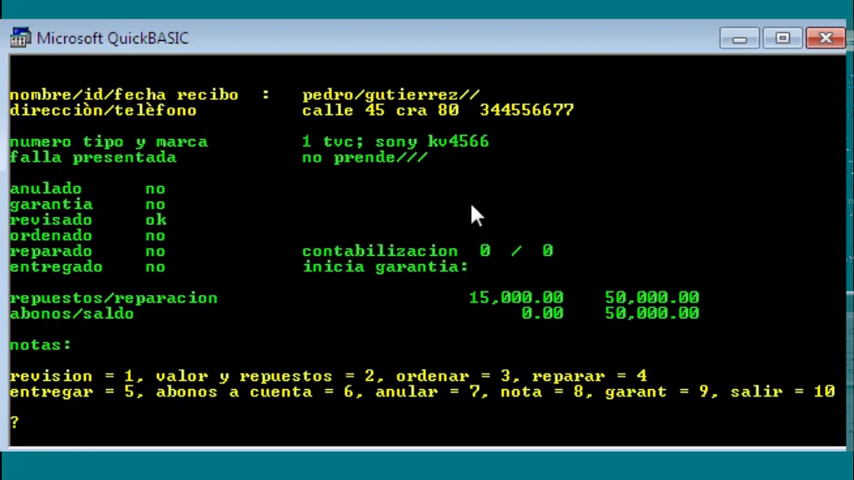 Microsoft QuickBASIC
nombre/id/fecha recibo : pedro/gutierrez//
direcciòn/telèfono calle 45 cra 80 344556677
numero tipo y marca 1 tvc; sony kv4566
falla presentada no prende///
anulado no
garantia no
revisado ok
ordenado no
reparado no contabilizacion 0 / 0
entregado no inicia garantia:
repuestos/reparacion 15,000.00 50,000.00
abonos/saldo 0.00 50,000.00
notas:
revision = 1, valor y repuestos = 2, ordenar = 3, reparar = 4
entregar = 5, abonos a cuenta = 6, anular = 7, nota = 8, garant = 9, salir = 10
?